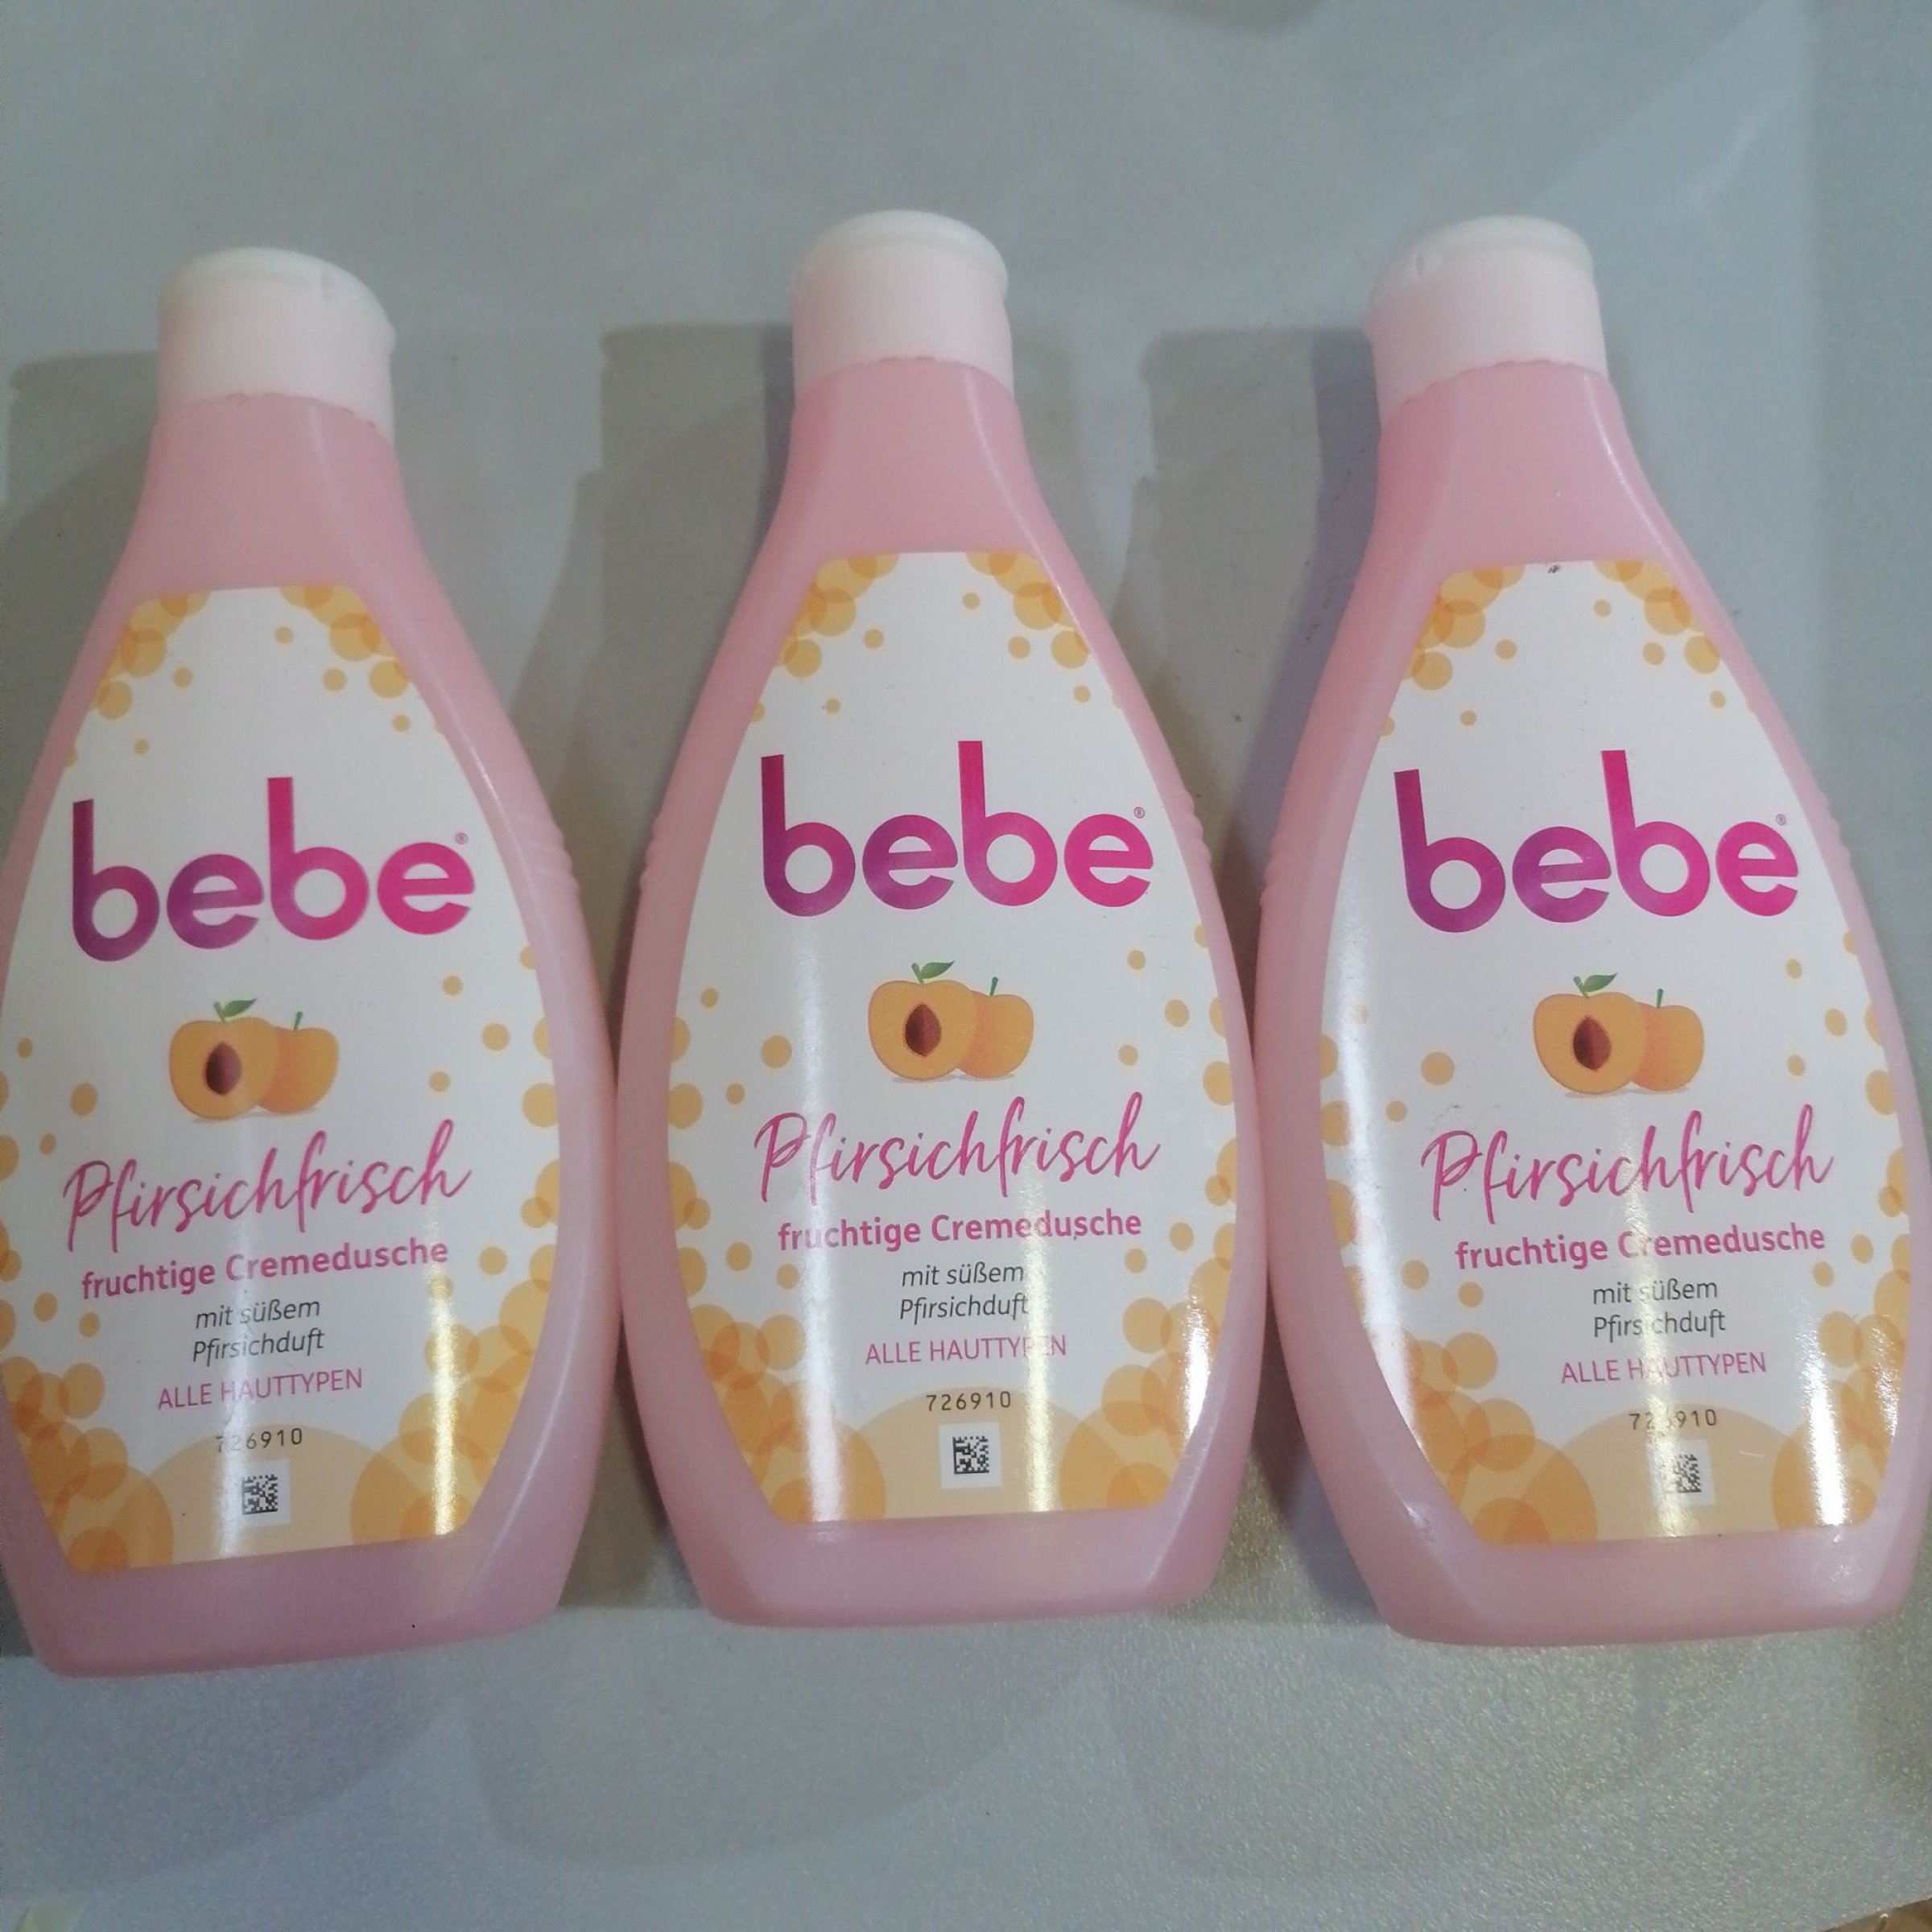 bebe®
Pfirsichfrisch
fruchtige Cremedusche
mit süßem
Pfirsichduft
ALLE HAUTTYPEN
726910
bebe®
Pfirsichfrisch
fruchtige Cremedusche
mit süßem
Pfirsichduft
ALLE HAUTTYPEN
726910
bebe®
Pfirsichfrisch
fruchtige Cremedusche
mit süßem
Pfirsichduft
ALLE HAUTTYPEN
726910